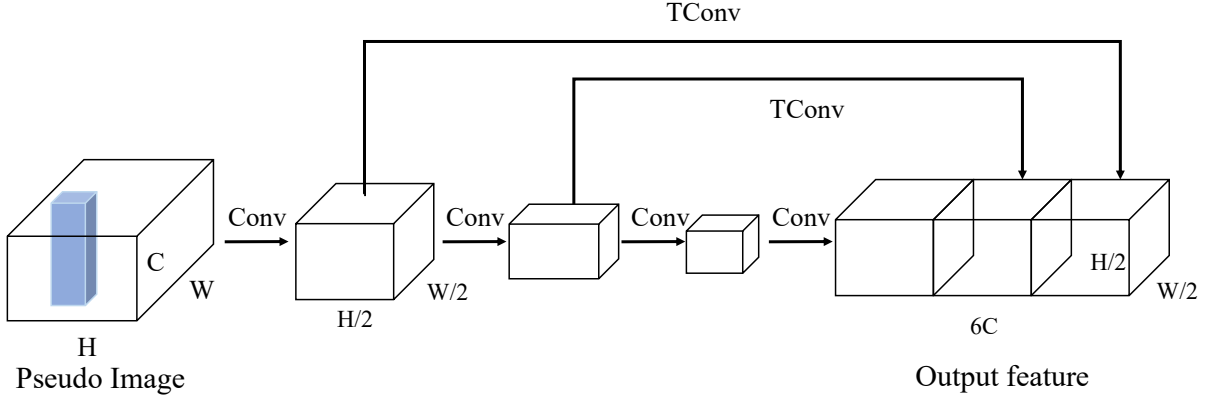 TConv
TConv
Conv
Conv
Conv
Conv
C
W
H
Pseudo Image
H/2
W/2
H/2
W/2
6C
Output feature